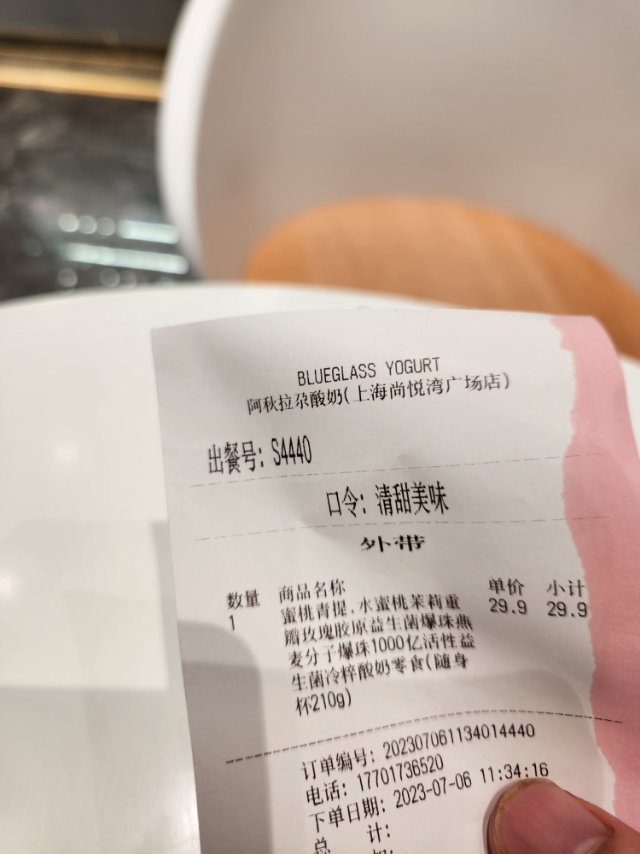 BLUEGLASS YOGURT
阿秋拉尕酸奶(上海尚悦湾广场店)
出餐号: S4440
口令: 清甜美味
外带
数量 商品名称 单价 小计
1 蜜桃青提,水蜜桃茉莉重 29.9 29.9
瓣玫瑰胶原益生菌爆珠燕
麦分子爆珠1000亿活性益
生菌冷粹酸奶零食(随身
杯210g)
订单编号: 202307061134014440
电话: 17701736520
下单日期: 2023-07-06 11:34:16
总 计: